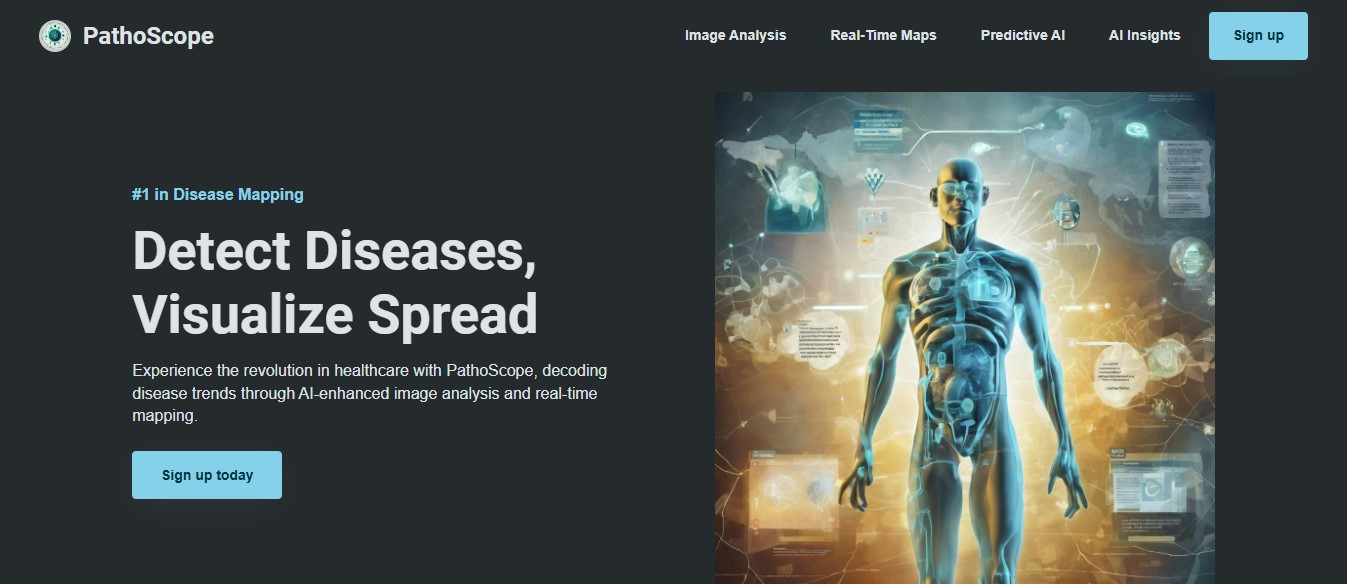 PathoScope
Image Analysis
Real-Time Maps
Predictive AI
AI Insights
Sign up
#1 in Disease Mapping
Detect Diseases,
Visualize Spread
Experience the revolution in healthcare with PathoScope, decoding
disease trends through AI-enhanced image analysis and real-time
mapping.
Sign up today